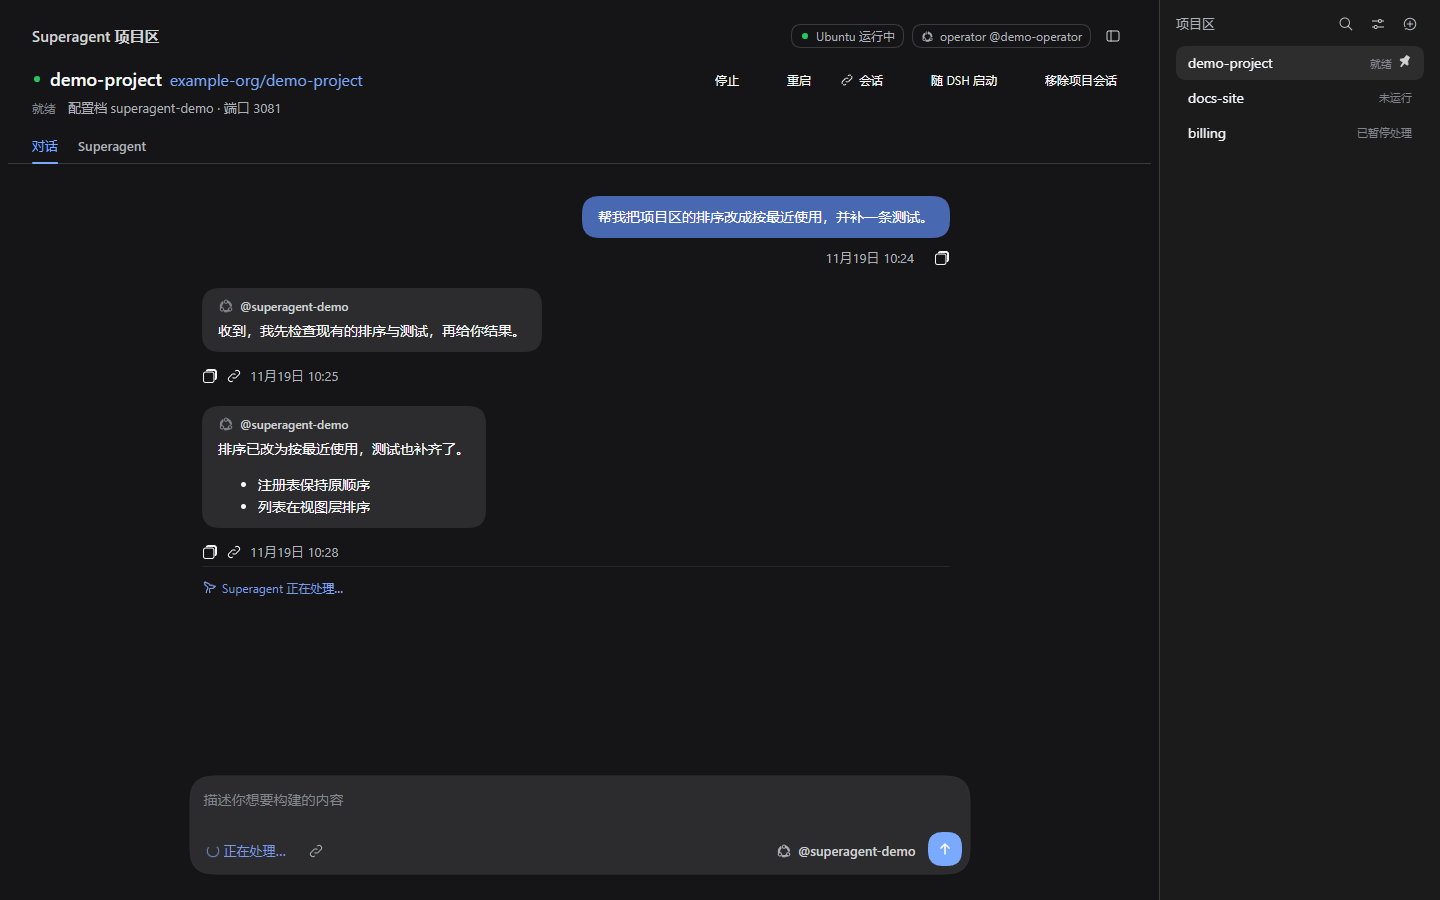 Superagent 项目区
Ubuntu 运行中
operator @demo-operator
demo-project example-org/demo-project
停止
重启
会话
随 DSH 启动
移除项目会话
就绪 配置档 superagent-demo · 端口 3081
对话
Superagent
帮我把项目区的排序改成按最近使用，并补一条测试。
11月19日 10:24
@superagent-demo
收到，我先检查现有的排序与测试，再给你结果。
11月19日 10:25
@superagent-demo
排序已改为按最近使用，测试也补齐了。
• 注册表保持原顺序
• 列表在视图层排序
11月19日 10:28
Superagent 正在处理...
描述你想要构建的内容
正在处理...
@superagent-demo
项目区
demo-project 就绪
docs-site 未运行
billing 已暂停处理